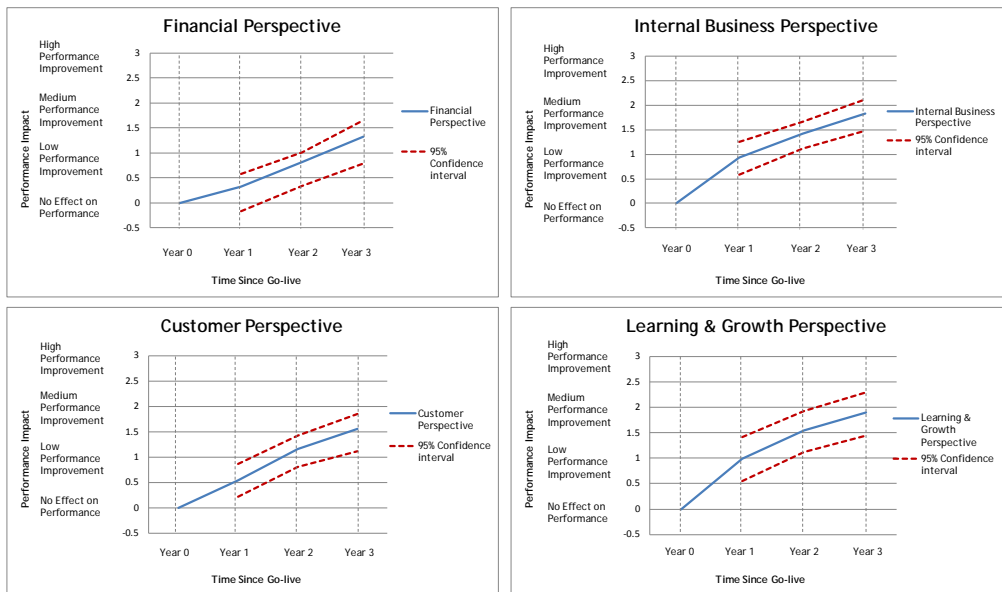 Financial Perspective
High
Performance
Improvement
Medium
Performance
Improvement
Low
Performance
Improvement
No Effect on
Performance
Performance Impact
3
2.5
2
1.5
1
0.5
0
-0.5
Year 0 Year 1 Year 2 Year 3
Time Since Go-live
Financial
Perspective
95%
Confidence
interval
Internal Business Perspective
High
Performance
Improvement
Medium
Performance
Improvement
Low
Performance
Improvement
No Effect on
Performance
Performance Impact
3
2.5
2
1.5
1
0.5
0
-0.5
Year 0 Year 1 Year 2 Year 3
Time Since Go-live
Internal Business
Perspective
95% Confidence
interval
Customer Perspective
High
Performance
Improvement
Medium
Performance
Improvement
Low
Performance
Improvement
No Effect on
Performance
Performance Impact
3
2.5
2
1.5
1
0.5
0
-0.5
Year 0 Year 1 Year 2 Year 3
Time Since Go-live
Customer
Perspective
95% Confidence
interval
Learning & Growth Perspective
High
Performance
Improvement
Medium
Performance
Improvement
Low
Performance
Improvement
No Effect on
Performance
Performance Impact
3
2.5
2
1.5
1
0.5
0
-0.5
Year 0 Year 1 Year 2 Year 3
Time Since Go-live
Learning &
Growth
Perspective
95% Confidence
interval